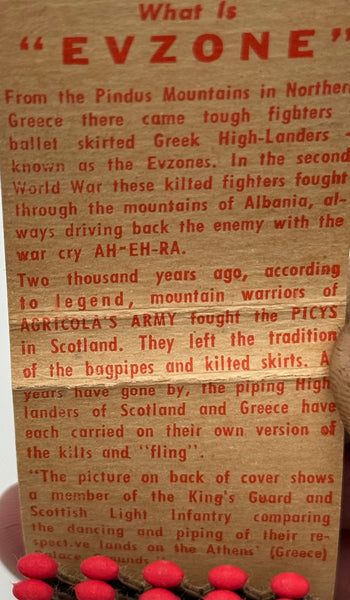 What Is
"EVZONE"
From the Pindus Mountains in Northern
Greece there came tough fighters
ballet skirted Greek High-Landers -
known as the Evzones. In the second
World War these kilted fighters fought
through the mountains of Albania, al-
ways driving back the enemy with the
war cry AH-EH-RA.
Two thousand years ago, according
to legend, mountain warriors of
AGRICOLA'S ARMY fought the PICYS
in Scotland. They left the tradition
of the bagpipes and kilted skirts. A
years have gone by, the piping High
landers of Scotland and Greece have
each carried on their own version of
the kilts and "fling".
"The picture on back of cover shows
a member of the King's Guard and
Scottish Light Infantry comparing
the dancing and piping of their re-
spective lands on the Athens' (Greece)
Palace